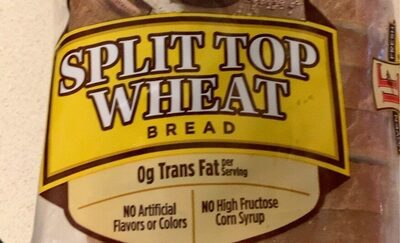 SPLIT TOP
WHEAT
BREAD
0g Trans Fat per Serving
NO Artificial
Flavors or Colors
NO High Fructose
Corn Syrup